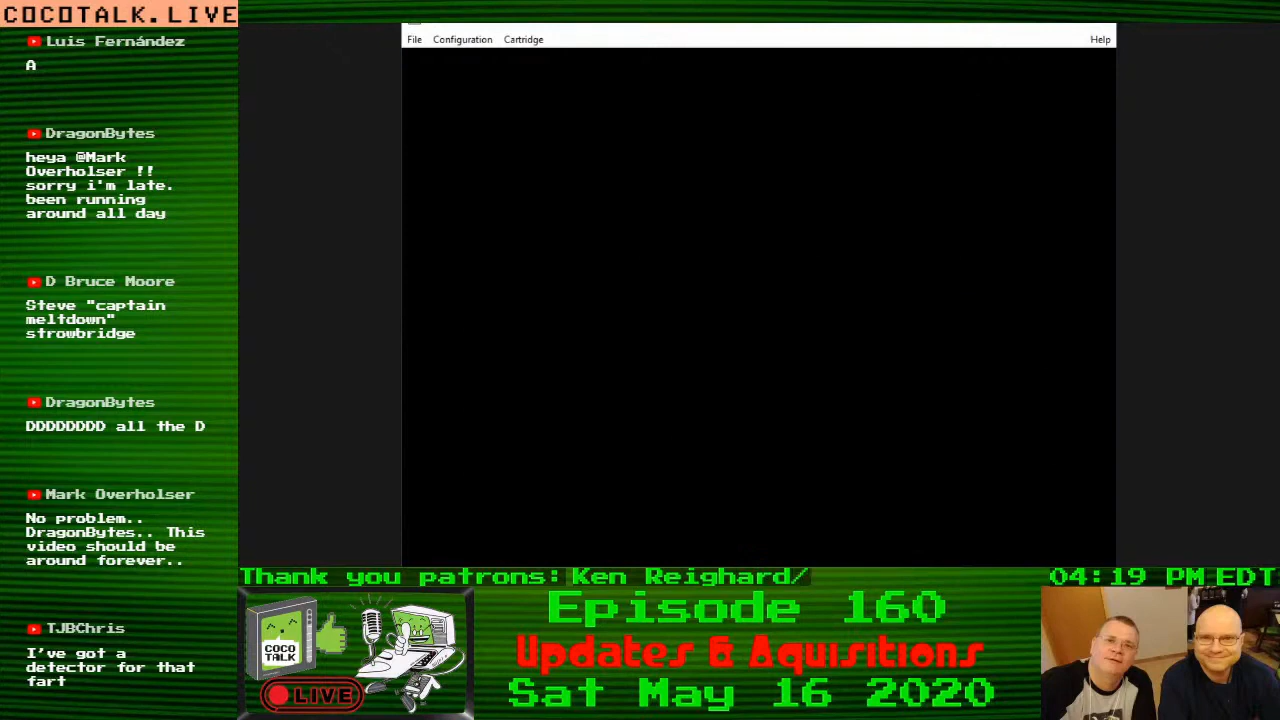 COCOTALK.LIVE
Luis Fernández
A
DragonBytes
heya @Mark
Overholser !!
sorry i'm late.
been running
around all day
D Bruce Moore
Steve "captain
meltdown"
strowbridge
DragonBytes
DDDDDDDD all the D
Mark Overholser
No problem..
DragonBytes.. This
video should be
around forever..
TJBChris
I've got a
detector for that
fart
File Configuration Cartridge Help
Thank you patrons: Ken Reighard/
04:19 PM EDT
COCO
TALK
LIVE
Episode 160
Updates & Aquisitions
Sat May 16 2020